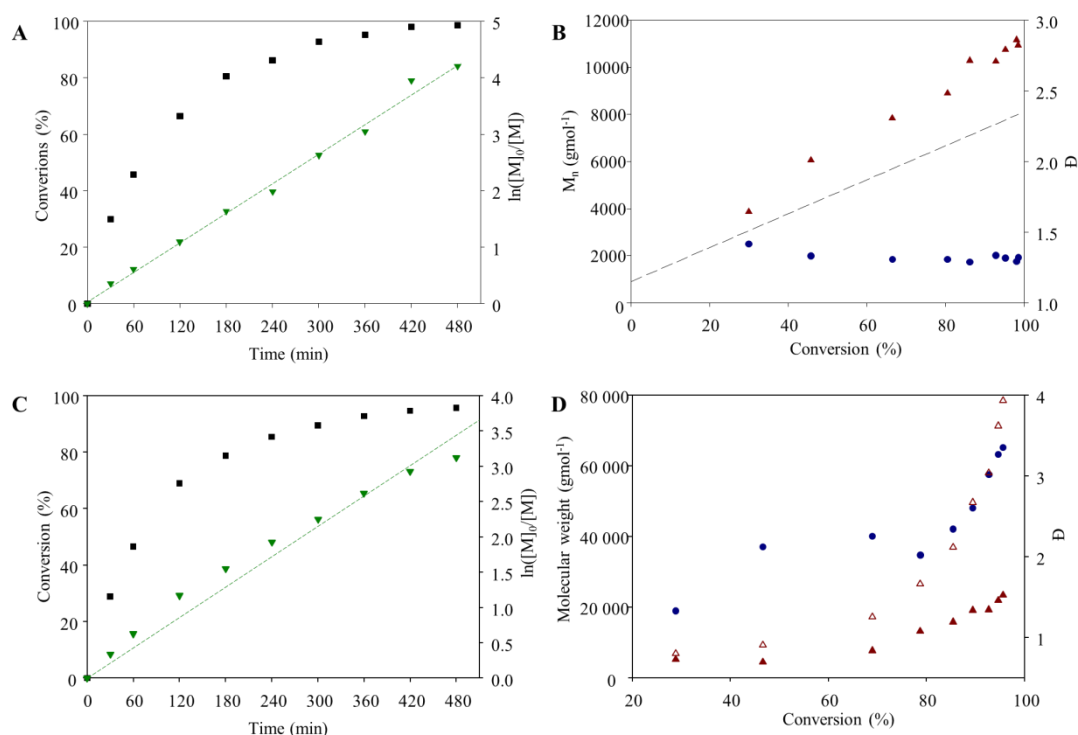 A
Converions (%)
100
80
60
40
20
0
5
4
3
2
1
0
ln([M]0/[M])
0 60 120 180 240 300 360 420 480
Time (min)
B
Mn (gmol-1)
12000
10000
8000
6000
4000
2000
0
3.0
2.5
2.0
1.5
1.0
Đ
0 20 40 60 80 100
Conversion (%)
C
Conversion (%)
100
80
60
40
20
0
4.0
3.5
3.0
2.5
2.0
1.5
1.0
0.5
0.0
ln([M]0/[M])
0 60 120 180 240 300 360 420 480
Time (min)
D
Molecular weight (gmol-1)
80 000
60 000
40 000
20 000
0
4
3
2
1
Đ
20 40 60 80 100
Conversion (%)